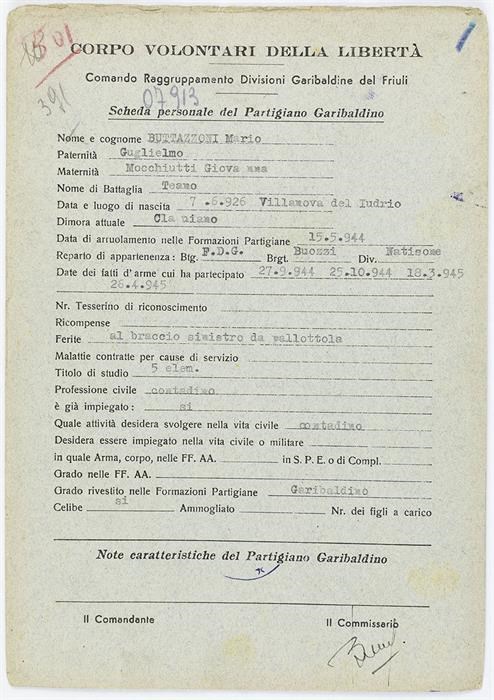 B 01
CORPO VOLONTARI DELLA LIBERTÀ
Comando Raggruppamento Divisioni Garibaldine del Friuli
391
07913
Scheda personale del Partigiano Garibaldino
Nome e cognome BUTTAZZONI Mario
Paternità Guglielmo
Maternità Mocchiutti Giovanna
Nome di Battaglia Teamo
Data e luogo di nascita 7 .6.926 Villanova del Iudrio
Dimora attuale Clauiamo
Data di arruolamento nelle Formazioni Partigiane 15.5.944
Reparto di appartenenza: Btg. F.D.G. Brgt. Buozzi Div. Natisone
Date dei fatti d'arme cui ha partecipato 27.9.944 25.10.944 18.3.945
28.4.945
Nr. Tesserino di riconoscimento
Ricompense
Ferite al braccio sinistro da pallottola
Malattie contratte per cause di servizio
Titolo di studio 5 elem.
Professione civile contadino
è già impiegato: si
Quale attività desidera svolgere nella vita civile contadino
Desidera essere impiegato nella vita civile o militare
in quale Arma, corpo, nelle FF. AA. in S. P. E. o di Compl.
Grado nelle FF. AA.
Grado rivestito nelle Formazioni Partigiane Garibaldino
Celibe si Ammogliato Nr. dei figli a carico
Note caratteristiche del Partigiano Garibaldino
Il Comandante Il Commissario